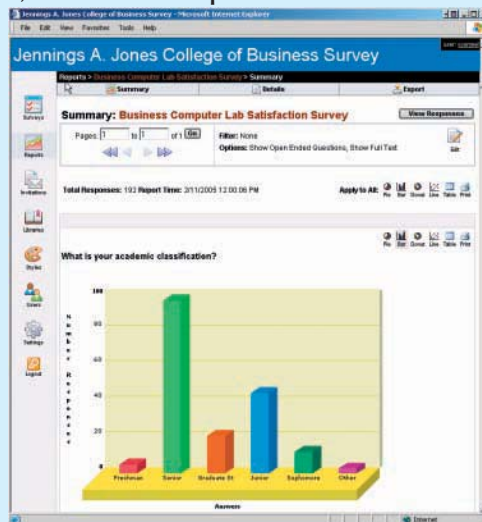 Jennings A. Jones College of Business Survey - Microsoft Internet Explorer
File Edit View Favorites Tools Help
Jennings A. Jones College of Business Survey
Reports > Business Computer Lab Satisfaction Survey > Summary
Summary Details Export
Summary: Business Computer Lab Satisfaction Survey View Responses
Pages: 1 to 1 of 1 Go Filter: None
Options: Show Open Ended Questions, Show Full Text
Edit
Total Responses: 192 Report Time: 2/11/2005 12:00:06 PM Apply to All: Pie Bar Donut Line Table Print
Pie Bar Donut Line Table Print
What is your academic classification?
100
80
60
40
20
0
Freshman Senior Graduate St Junior Sophomore Other
Answers
Surveys
Reports
Invitations
Libraries
Styles
Users
Settings
Logout
Internet